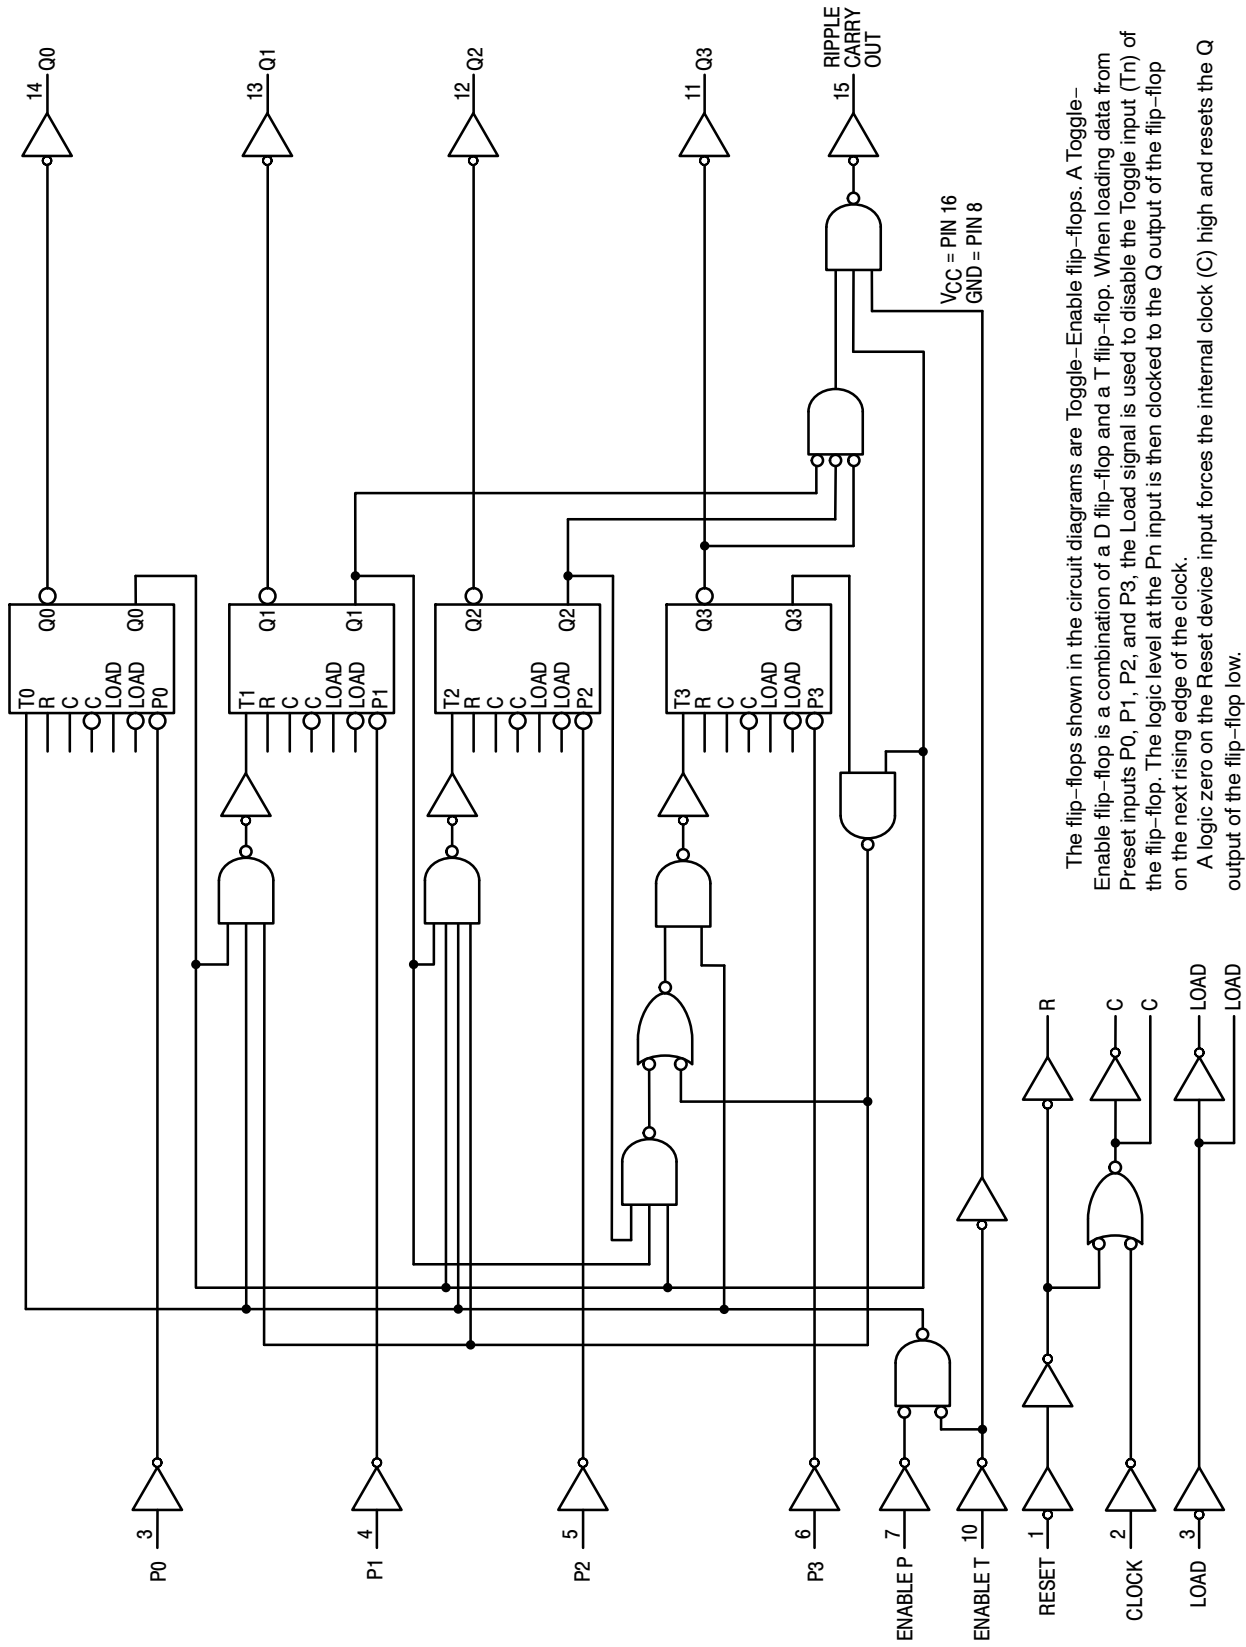 P0
3
P1
4
P2
5
P3
6
ENABLE P
7
ENABLE T
10
RESET
1
CLOCK
2
LOAD
3
R
C
C
LOAD
LOAD
T0
R
C
C
LOAD
LOAD
P0
Q0
Q0
T1
R
C
C
LOAD
LOAD
P1
Q1
Q1
T2
R
C
C
LOAD
LOAD
P2
Q2
Q2
T3
R
C
C
LOAD
LOAD
P3
Q3
Q3
14
Q0
13
Q1
12
Q2
11
Q3
15
RIPPLE
CARRY
OUT
VCC = PIN 16
GND = PIN 8
The flip−flops shown in the circuit diagrams are Toggle−Enable flip−flops. A Toggle−
Enable flip−flop is a combination of a D flip−flop and a T flip−flop. When loading data from
Preset inputs P0, P1, P2, and P3, the Load signal is used to disable the Toggle input (Tn) of
the flip−flop. The logic level at the Pn input is then clocked to the Q output of the flip−flop
on the next rising edge of the clock.
A logic zero on the Reset device input forces the internal clock (C) high and resets the Q
output of the flip−flop low.